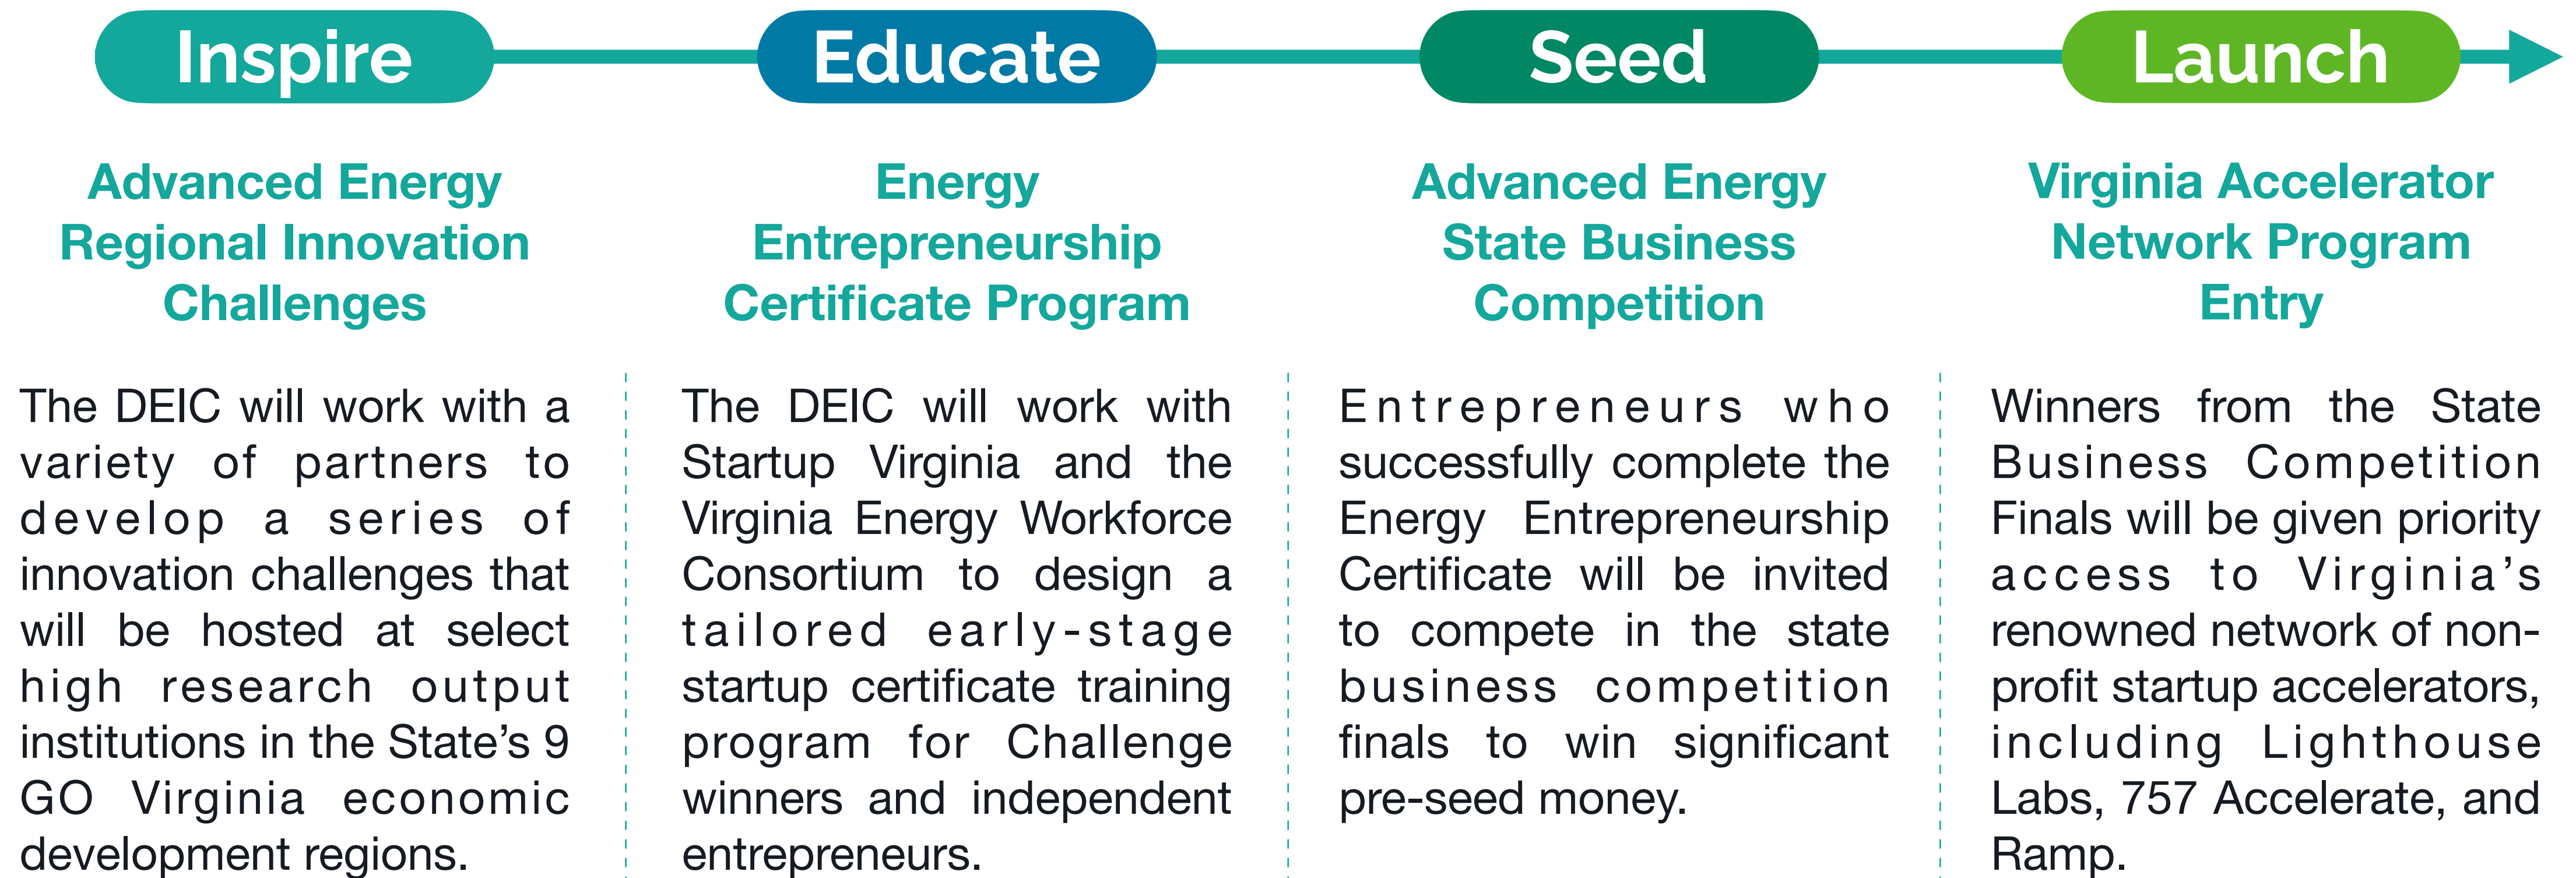 Inspire
Educate
Seed
Launch
Advanced Energy
Regional Innovation
Challenges
The DEIC will work with a
variety of partners to
develop a series of
innovation challenges that
will be hosted at select
high research output
institutions in the State’s 9
GO Virginia economic
development regions.
Energy
Entrepreneurship
Certificate Program
The DEIC will work with
Startup Virginia and the
Virginia Energy Workforce
Consortium to design a
tailored early-stage
startup certificate training
program for Challenge
winners and independent
entrepreneurs.
Advanced Energy
State Business
Competition
Entrepreneurs who
successfully complete the
Energy Entrepreneurship
Certificate will be invited
to compete in the state
business competition
finals to win significant
pre-seed money.
Virginia Accelerator
Network Program
Entry
Winners from the State
Business Competition
Finals will be given priority
access to Virginia’s
renowned network of non-
profit startup accelerators,
including Lighthouse
Labs, 757 Accelerate, and
Ramp.